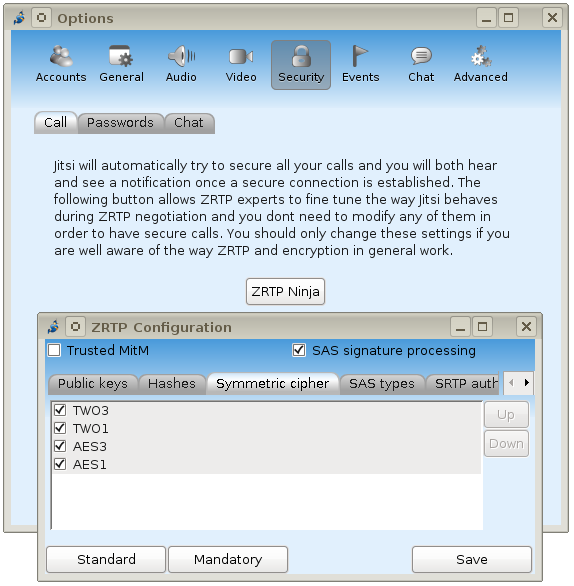 Options
Accounts General Audio Video Security Events Chat Advanced
Call Passwords Chat
Jitsi will automatically try to secure all your calls and you will both hear
and see a notification once a secure connection is established. The
following button allows ZRTP experts to fine tune the way Jitsi behaves
during ZRTP negotiation and you dont need to modify any of them in
order to have secure calls. You should only change these settings if you
are well aware of the way ZRTP and encryption in general work.
ZRTP Ninja
ZRTP Configuration
Trusted MitM SAS signature processing
Public keys Hashes Symmetric cipher SAS types SRTP auth
TWO3
TWO1
AES3
AES1
Up
Down
Standard Mandatory Save